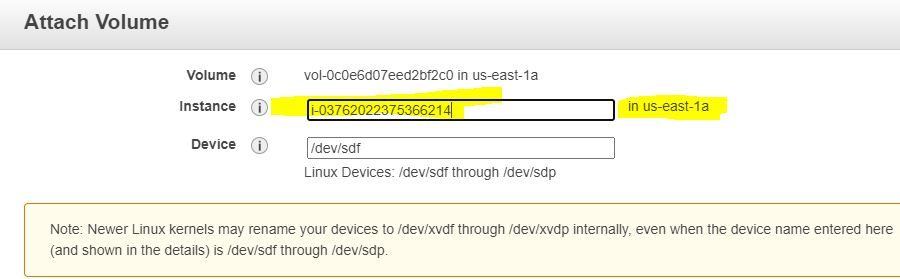 Attach Volume
Volume i vol-0c0e6d07eed2bf2c0 in us-east-1a
Instance i i-03762022375366214 in us-east-1a
Device i /dev/sdf
Linux Devices: /dev/sdf through /dev/sdp
Note: Newer Linux kernels may rename your devices to /dev/xvdf through /dev/xvdp internally, even when the device name entered here
(and shown in the details) is /dev/sdf through /dev/sdp.